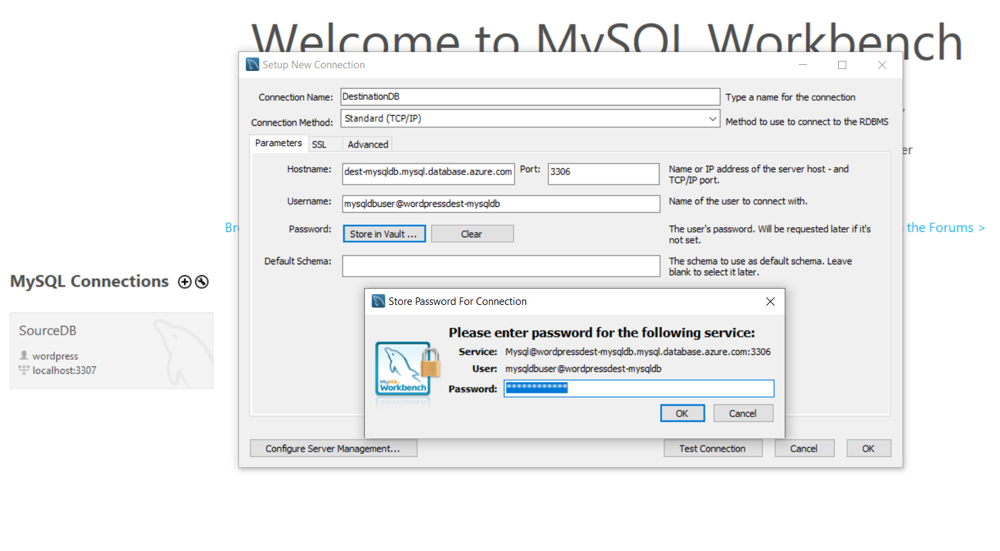 Welcome to MySQL Workbench
Setup New Connection
Connection Name: DestinationDB Type a name for the connection
Connection Method: Standard (TCP/IP) Method to use to connect to the RDBMS
Parameters SSL Advanced
Hostname: dest-mysqldb.mysql.database.azure.com Port: 3306 Name or IP address of the server host - and
TCP/IP port.
Username: mysqldbuser@wordpressdest-mysqldb Name of the user to connect with.
Password: Store in Vault ... Clear The user's password. Will be requested later if it's
not set.
the Forums >
Default Schema: The schema to use as default schema. Leave
blank to select it later.
MySQL Connections
SourceDB
wordpress
localhost:3307
Store Password For Connection
Please enter password for the following service:
Service: Mysql@wordpressdest-mysqldb.mysql.database.azure.com:3306
User: mysqldbuser@wordpressdest-mysqldb
MySQL
Workbench
Password: ************
OK Cancel
Configure Server Management... Test Connection Cancel OK